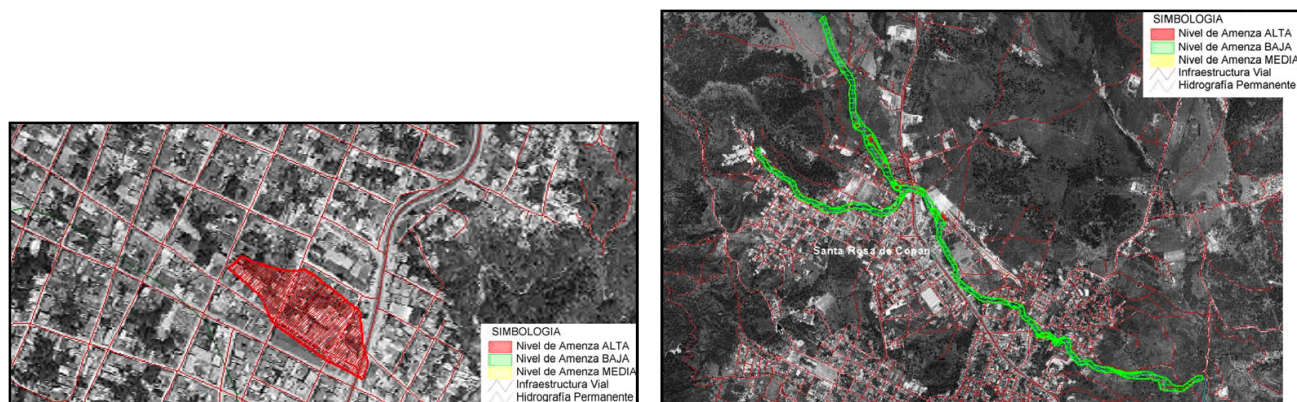 SIMBOLOGIA
Nivel de Amenza ALTA
Nivel de Amenza BAJA
Nivel de Amenza MEDIA
Infraestructura Vial
Hidrografía Permanente
SIMBOLOGIA
Nivel de Amenza ALTA
Nivel de Amenza BAJA
Nivel de Amenza MEDIA
Infraestructura Vial
Hidrografía Permanente
Santa Rosa de Copan